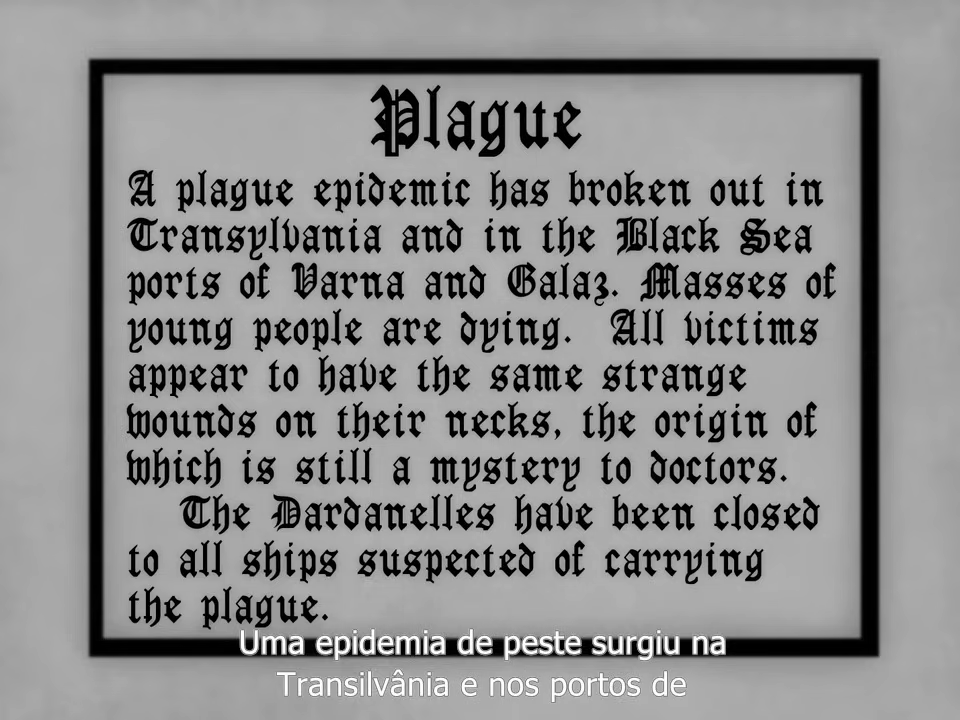 Plague
A plague epidemic has broken out in
Transylvania and in the Black Sea
ports of Varna and Galaz. Masses of
young people are dying. All victims
appear to have the same strange
wounds on their necks, the origin of
which is still a mystery to doctors.
The Dardanelles have been closed
to all ships suspected of carrying
the plague.
Uma epidemia de peste surgiu na
Transilvânia e nos portos de